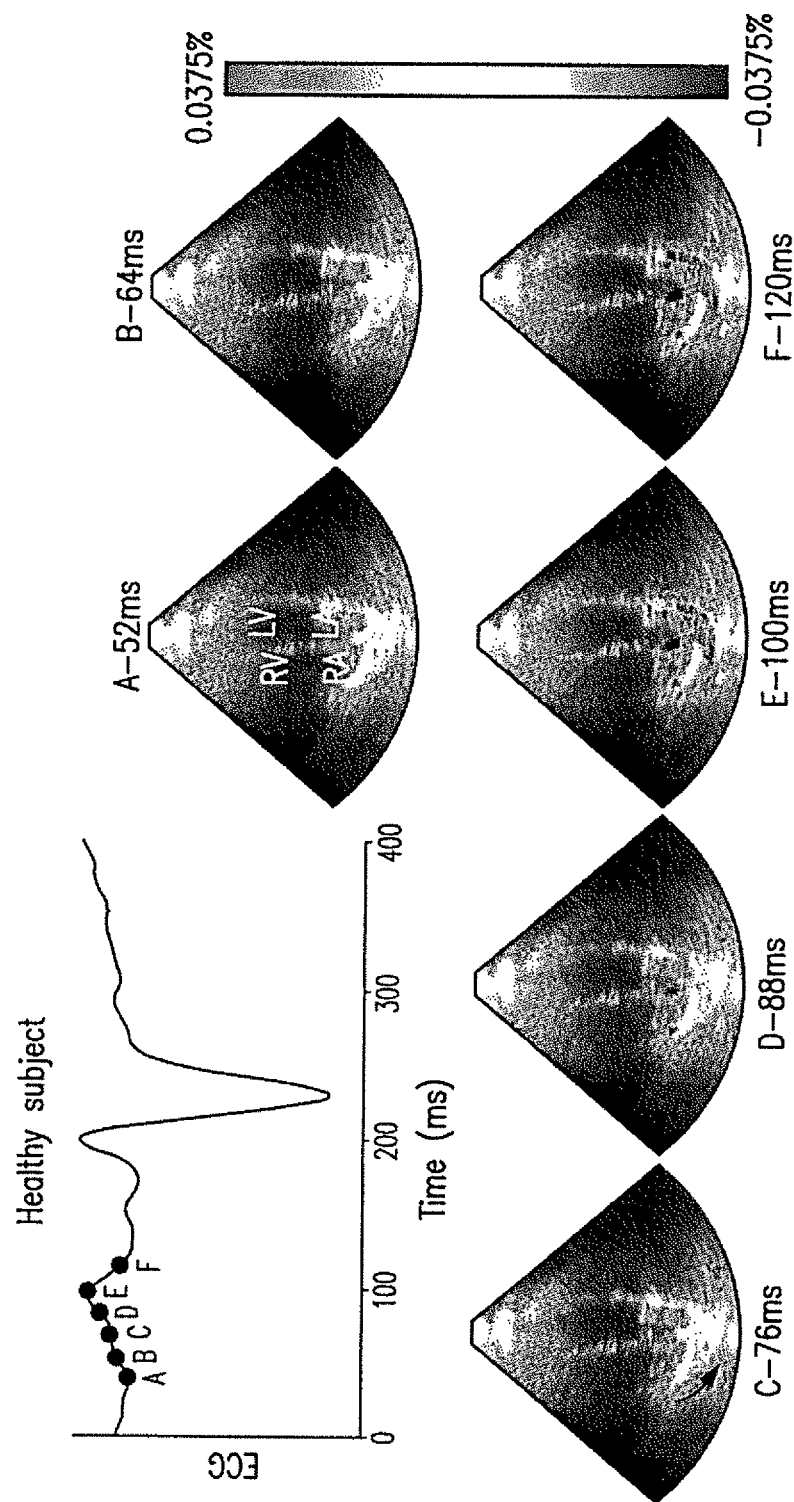 Healthy subject
ECG
A
B
C
D
E
F
0
100
200
300
400
Time (ms)
A-52ms
RV
LV
RA
LA
B-64ms
0.0375%
-0.0375%
C-76ms
D-88ms
E-100ms
F-120ms